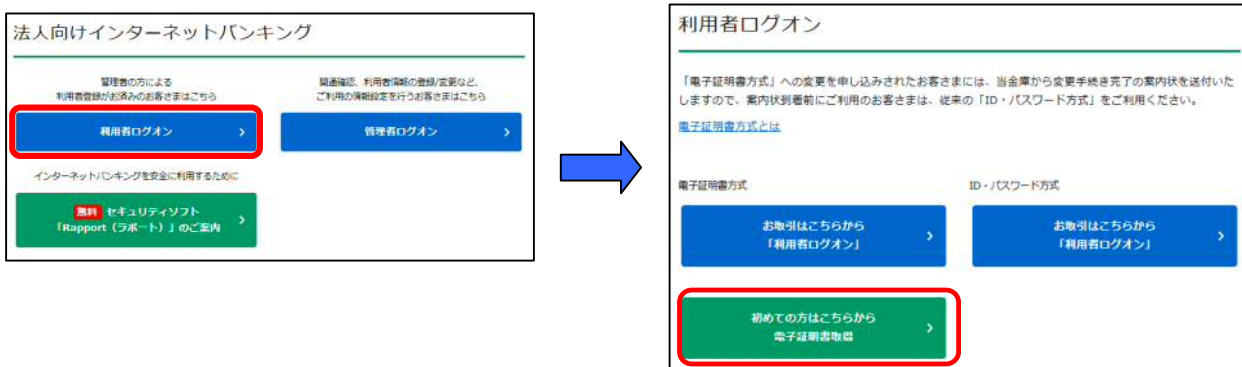 法人向けインターネットバンキング
管理者の方による
利用者登録がお済みのお客さまはこちら
利用者ログオン
開通確認、利用者情報の登録/変更など、
ご利用の情報設定を行うお客さまはこちら
管理者ログオン
インターネットバンキングを安全に利用するために
無料 セキュリティソフト
「Rapport（ラポート）」のご案内
利用者ログオン
「電子証明書方式」への変更を申し込みされたお客さまには、当金庫から変更手続き完了の案内状を送付いた
しますので、案内状到着前にご利用のお客さまは、従来の「ID・パスワード方式」をご利用ください。
電子証明書方式とは
電子証明書方式
お取引はこちらから
「利用者ログオン」
ID・パスワード方式
お取引はこちらから
「利用者ログオン」
初めての方はこちらから
電子証明書取得